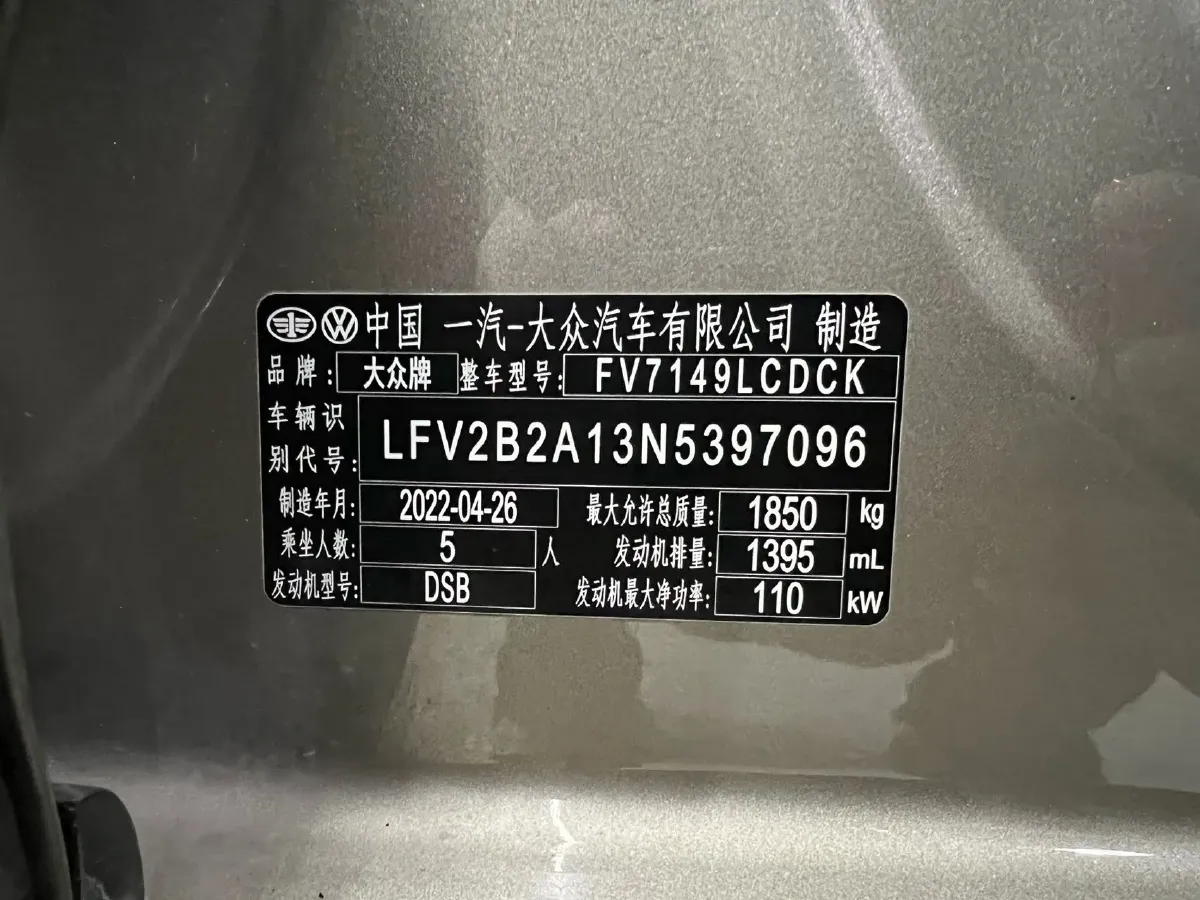 中国 一汽-大众汽车有限公司 制造
品牌: 大众牌 整车型号: FV7149LCDCK
车辆识别代号: LFV2B2A13N5397096
制造年月: 2022-04-26 最大允许总质量: 1850 kg
乘坐人数: 5 人 发动机排量: 1395 mL
发动机型号: DSB 发动机最大净功率: 110 kW